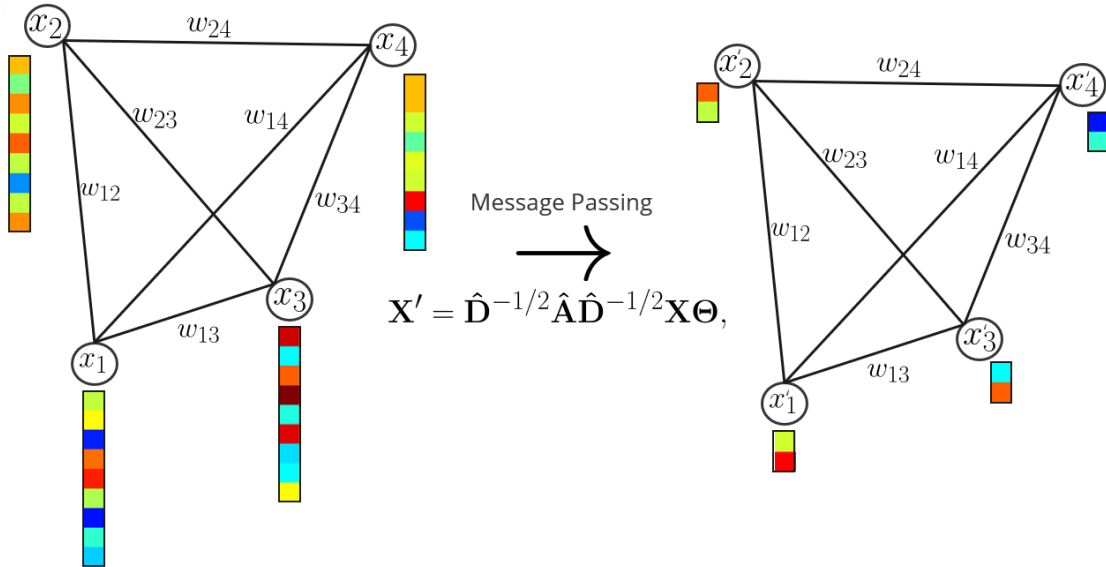 x₂
w₂₄
x₄
w₂₃
w₁₄
w₁₂
w₃₄
x₃
w₁₃
x₁
Message Passing
X′ = D̂^{-1/2}ÂD̂^{-1/2}XΘ,
x′₂
w₂₄
x′₄
w₂₃
w₁₄
w₁₂
w₃₄
x′₃
w₁₃
x′₁